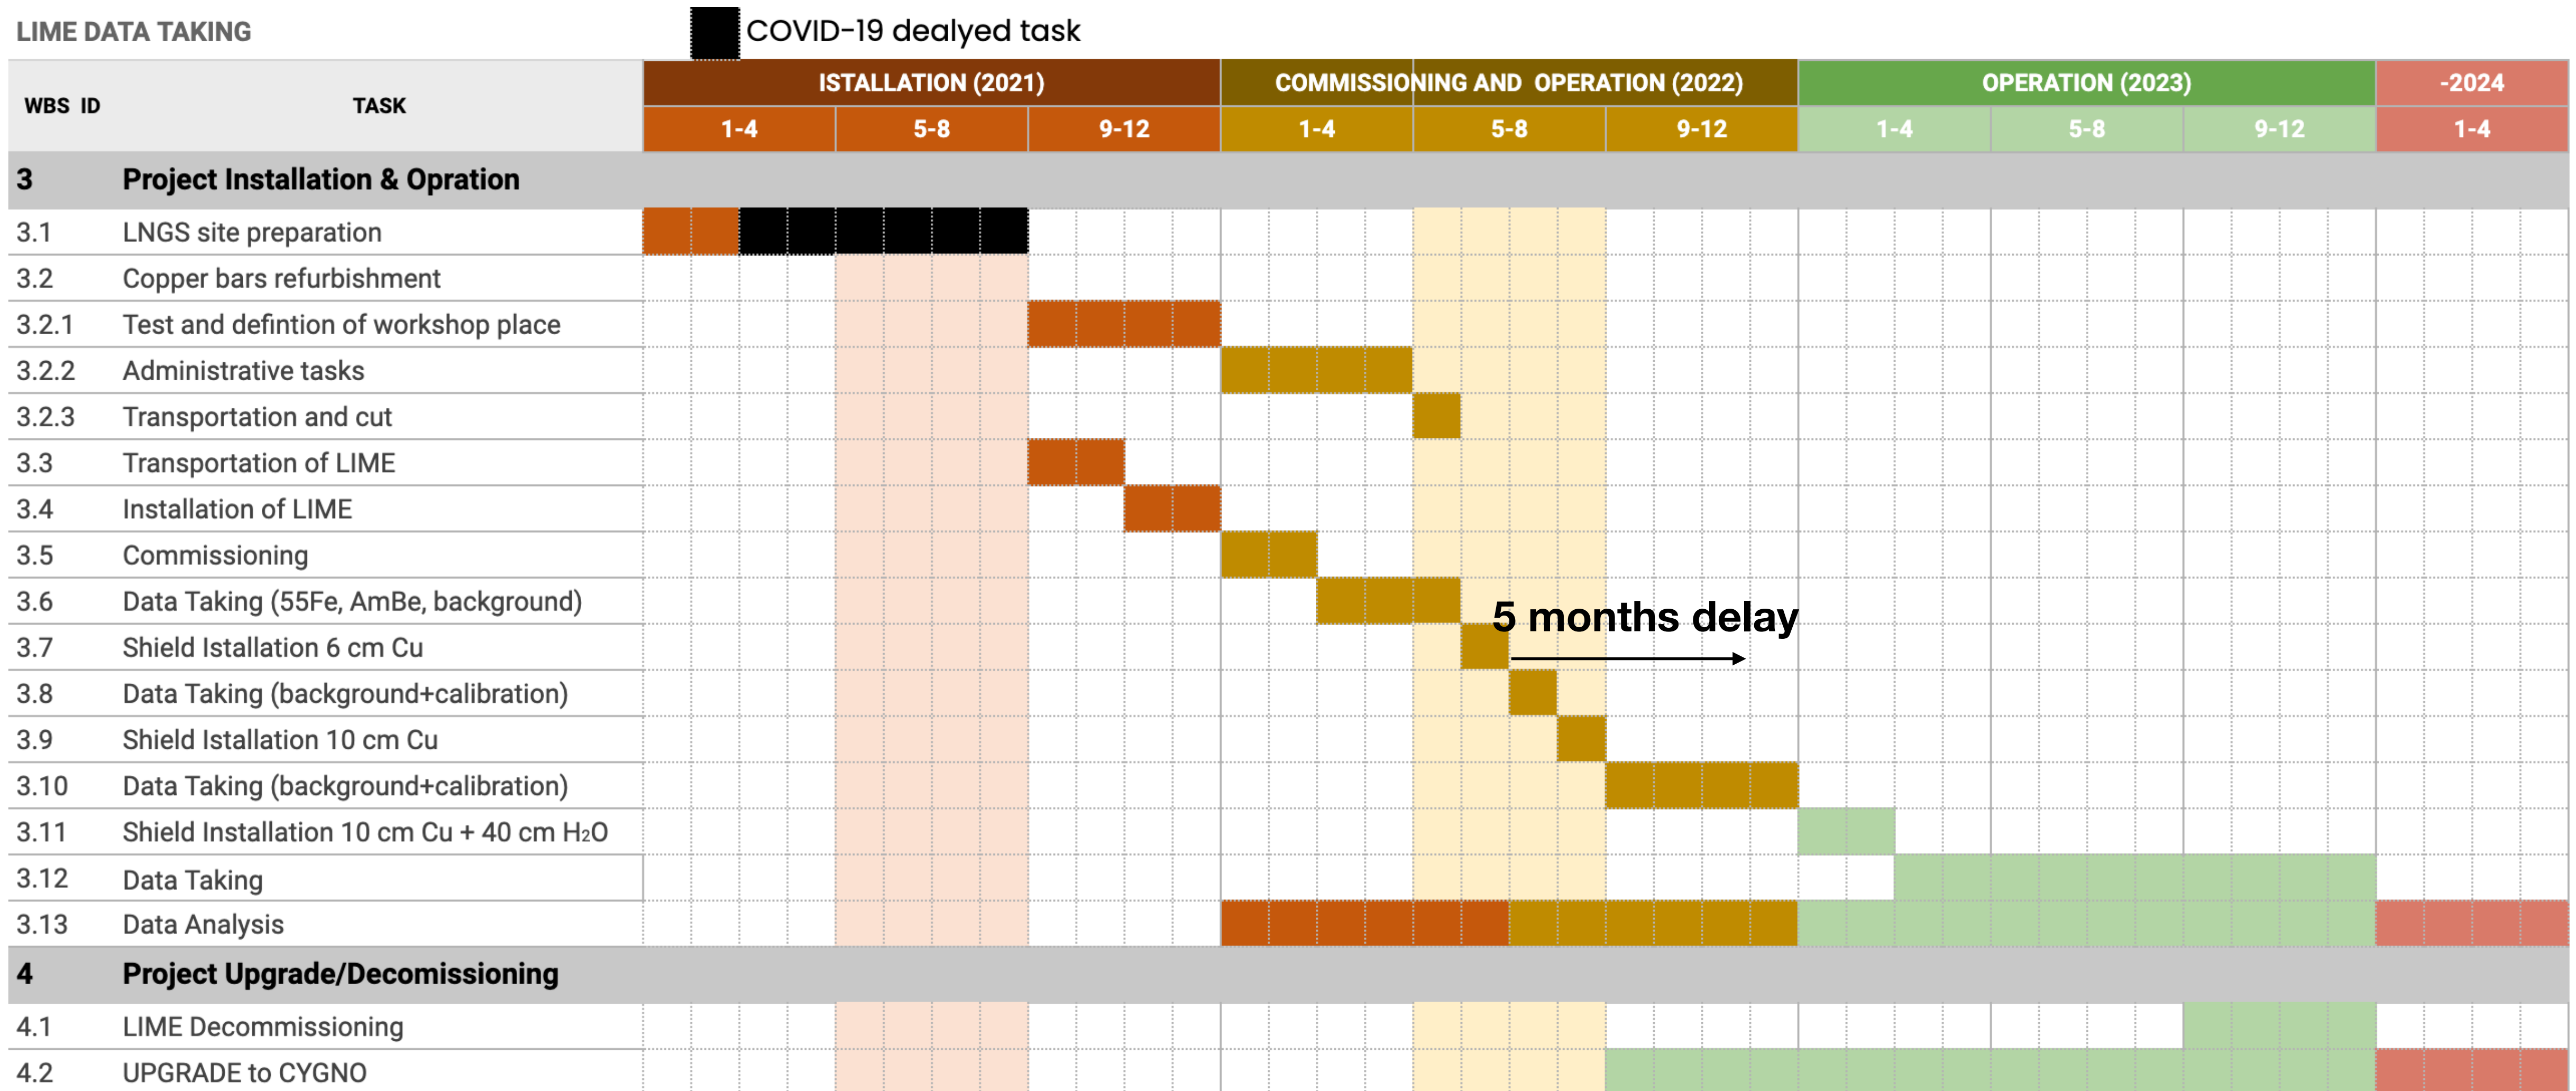 LIME DATA TAKING
COVID-19 dealyed task
WBS ID TASK
ISTALLATION (2021) COMMISSIONING AND OPERATION (2022) OPERATION (2023) -2024
1-4 5-8 9-12 1-4 5-8 9-12 1-4 5-8 9-12 1-4
3 Project Installation & Opration
3.1 LNGS site preparation
3.2 Copper bars refurbishment
3.2.1 Test and defintion of workshop place
3.2.2 Administrative tasks
3.2.3 Transportation and cut
3.3 Transportation of LIME
3.4 Installation of LIME
3.5 Commissioning
3.6 Data Taking (55Fe, AmBe, background)
5 months delay
3.7 Shield Istallation 6 cm Cu
3.8 Data Taking (background+calibration)
3.9 Shield Istallation 10 cm Cu
3.10 Data Taking (background+calibration)
3.11 Shield Installation 10 cm Cu + 40 cm H₂O
3.12 Data Taking
3.13 Data Analysis
4 Project Upgrade/Decomissioning
4.1 LIME Decommissioning
4.2 UPGRADE to CYGNO